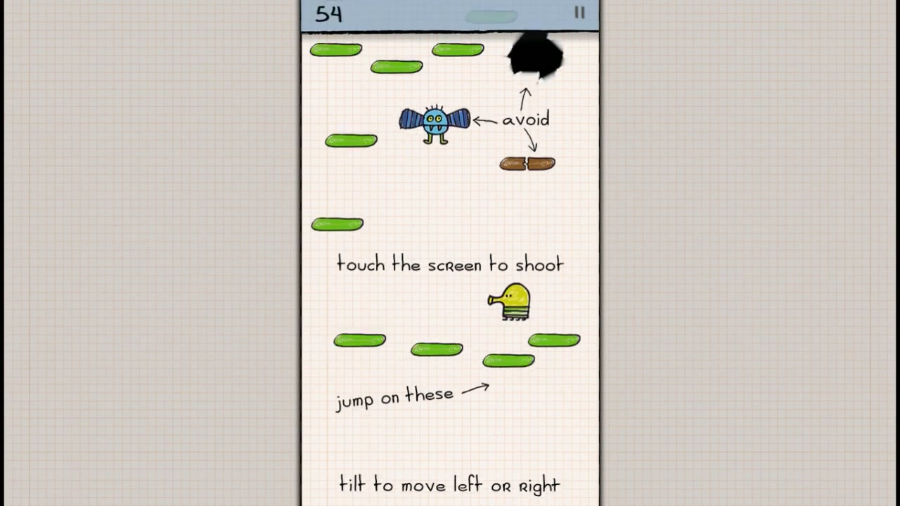 54
avoid
touch the screen to shoot
jump on these
tilt to move left or right